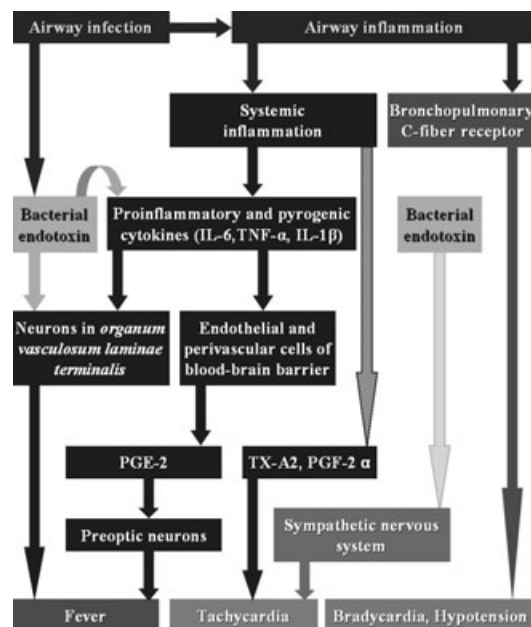 Airway infection
Airway inflammation
Systemic
inflammation
Bronchopulmonary
C-fiber receptor
Bacterial
endotoxin
Proinflammatory and pyrogenic
cytokines (IL-6,TNF-α, IL-1β)
Bacterial
endotoxin
Neurons in organum
vasculosum laminae
terminalis
Endothelial and
perivascular cells of
blood-brain barrier
PGE-2
TX-A2, PGF-2 α
Preoptic neurons
Sympathetic nervous
system
Fever
Tachycardia
Bradycardia, Hypotension